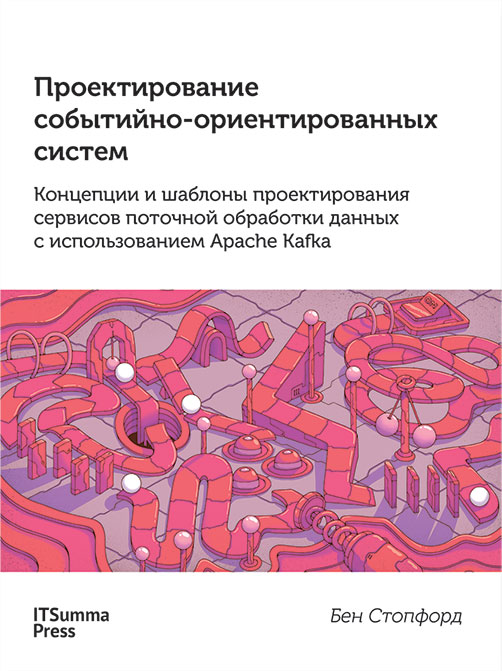 Проектирование
событийно-ориентированных
систем
Концепции и шаблоны проектирования
сервисов поточной обработки данных
с использованием Apache Kafka
ITSumma
Press
Бен Стопфорд